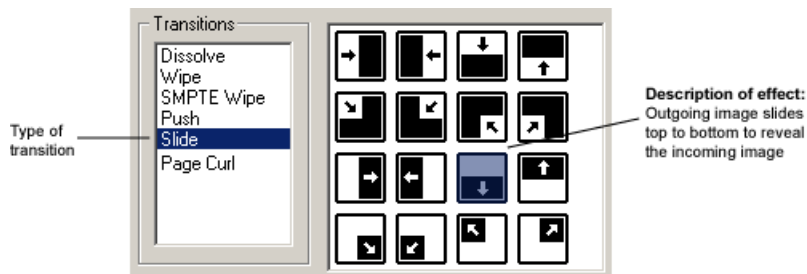 Transitions
Dissolve
Wipe
SMPTE Wipe
Push
Slide
Page Curl
Type of
transition
Description of effect:
Outgoing image slides
top to bottom to reveal
the incoming image